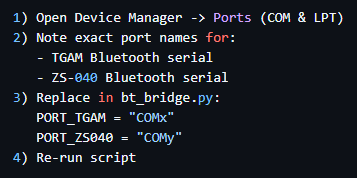 1) Open Device Manager -> Ports (COM & LPT)
2) Note exact port names for:
- TGAM Bluetooth serial
- ZS-040 Bluetooth serial
3) Replace in bt_bridge.py:
PORT_TGAM = "COMx"
PORT_ZS040 = "COMy"
4) Re-run script